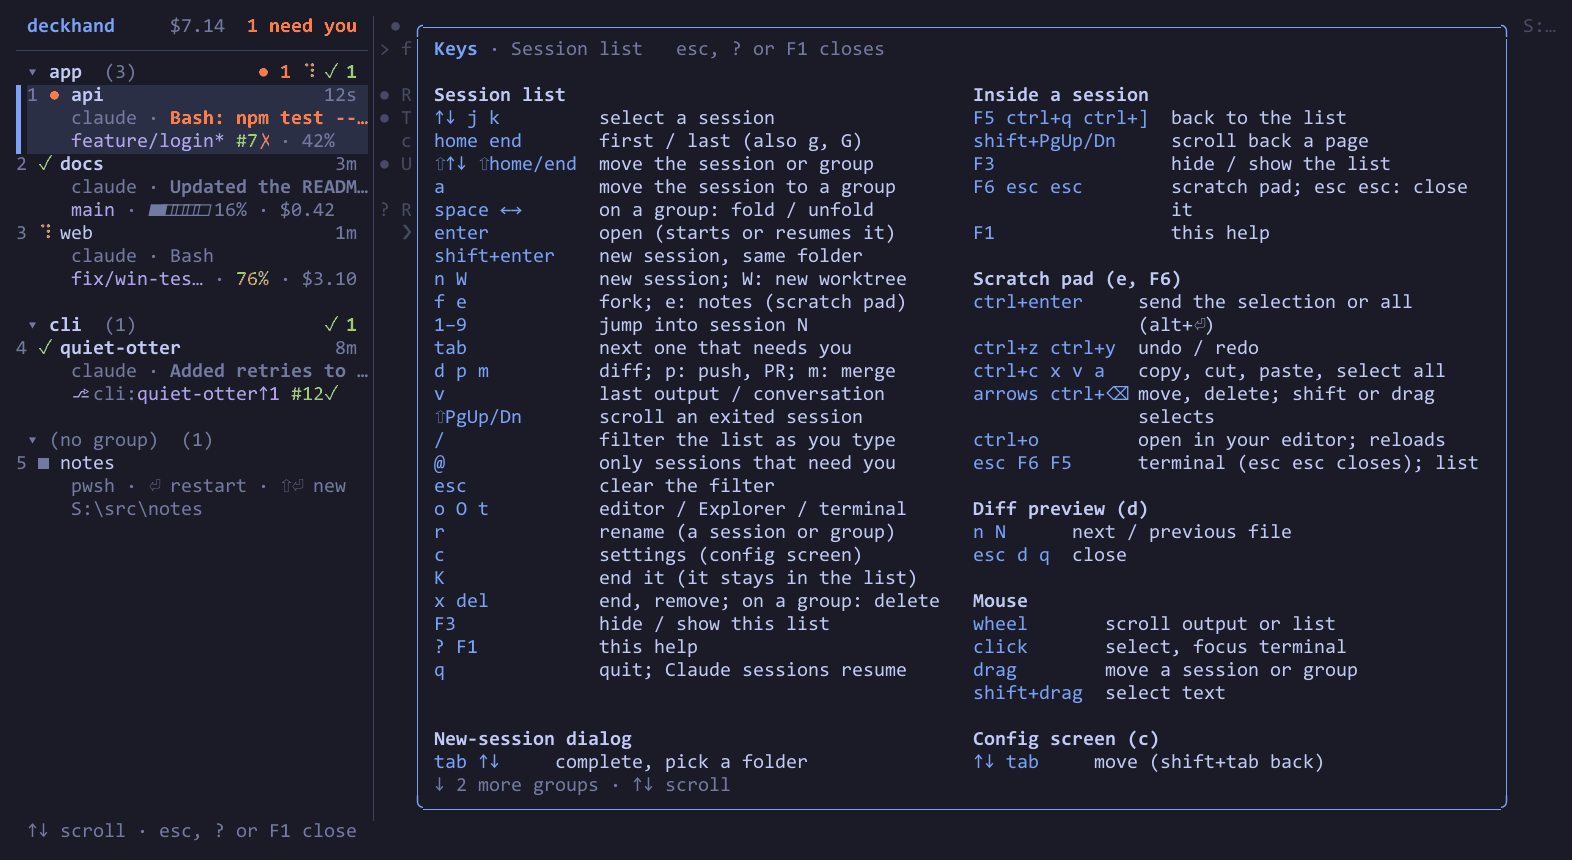 deckhand $7.14 1 need you
▾ app (3) ● 1 ⠹ ✓ 1
1 ● api 12s
claude · Bash: npm test --…
feature/login* #7✗ · 42%
2 ✓ docs 3m
claude · Updated the READM…
main · 16% · $0.42
3 ⠹ web 1m
claude · Bash
fix/win-tes… · 76% · $3.10
▾ cli (1) ✓ 1
4 ✓ quiet-otter 8m
claude · Added retries to …
⎇cli:quiet-otter↑1 #12✓
▾ (no group) (1)
5 ■ notes
pwsh · ⏎ restart · ⇧⏎ new
S:\src\notes
↑↓ scroll · esc, ? or F1 close
●
> f
● R
● T
c
● U
? R
❯
S:…
Keys · Session list esc, ? or F1 closes
Session list
↑↓ j k select a session
home end first / last (also g, G)
⇧↑↓ ⇧home/end move the session or group
a move the session to a group
space ↔ on a group: fold / unfold
enter open (starts or resumes it)
shift+enter new session, same folder
n W new session; W: new worktree
f e fork; e: notes (scratch pad)
1–9 jump into session N
tab next one that needs you
d p m diff; p: push, PR; m: merge
v last output / conversation
⇧PgUp/Dn scroll an exited session
/ filter the list as you type
@ only sessions that need you
esc clear the filter
o O t editor / Explorer / terminal
r rename (a session or group)
c settings (config screen)
K end it (it stays in the list)
x del end, remove; on a group: delete
F3 hide / show this list
? F1 this help
q quit; Claude sessions resume
New-session dialog
tab ↑↓ complete, pick a folder
↓ 2 more groups · ↑↓ scroll
Inside a session
F5 ctrl+q ctrl+] back to the list
shift+PgUp/Dn scroll back a page
F3 hide / show the list
F6 esc esc scratch pad; esc esc: close
it
F1 this help
Scratch pad (e, F6)
ctrl+enter send the selection or all
(alt+⏎)
ctrl+z ctrl+y undo / redo
ctrl+c x v a copy, cut, paste, select all
arrows ctrl+⌫ move, delete; shift or drag
selects
ctrl+o open in your editor; reloads
esc F6 F5 terminal (esc esc closes); list
Diff preview (d)
n N next / previous file
esc d q close
Mouse
wheel scroll output or list
click select, focus terminal
drag move a session or group
shift+drag select text
Config screen (c)
↑↓ tab move (shift+tab back)